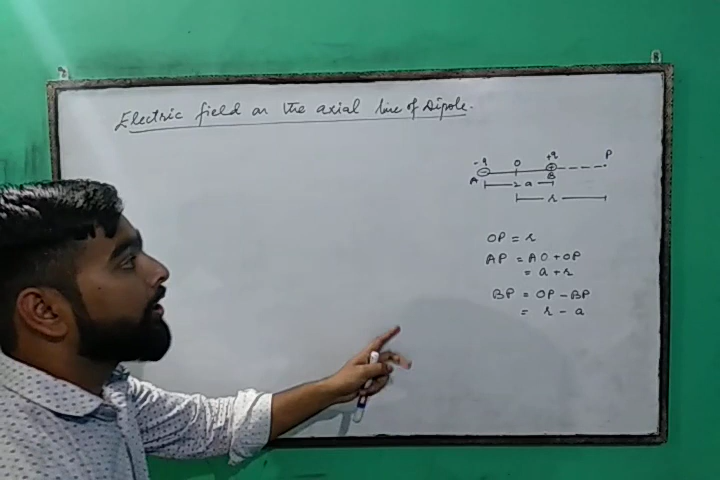 Electric field on the axial line of Dipole.
-q O +q P
A B
2a
r
OP = r
AP = AO + OP
= a + r
BP = OP - BP
= r - a